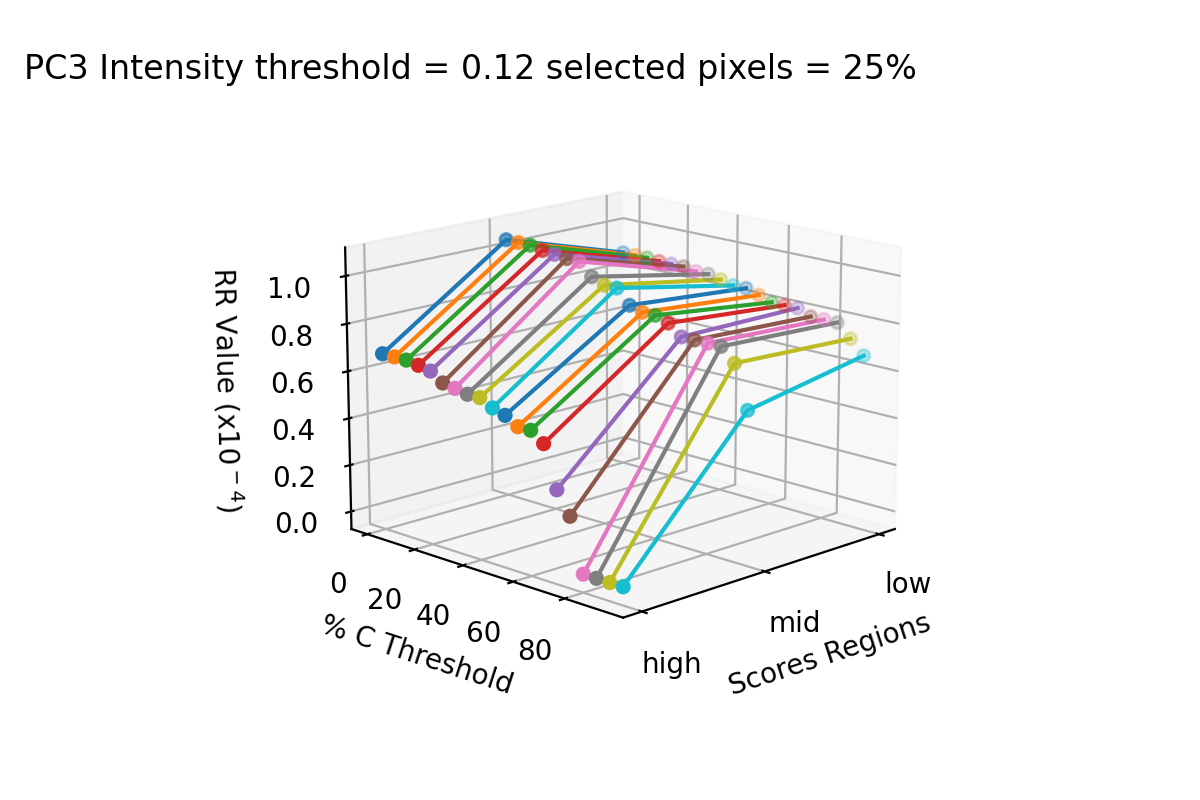 PC3 Intensity threshold = 0.12 selected pixels = 25%
RR Value (x10⁻⁴)
1.0
0.8
0.6
0.4
0.2
0.0
0
20
40
60
80
% C Threshold
high
mid
low
Scores Regions